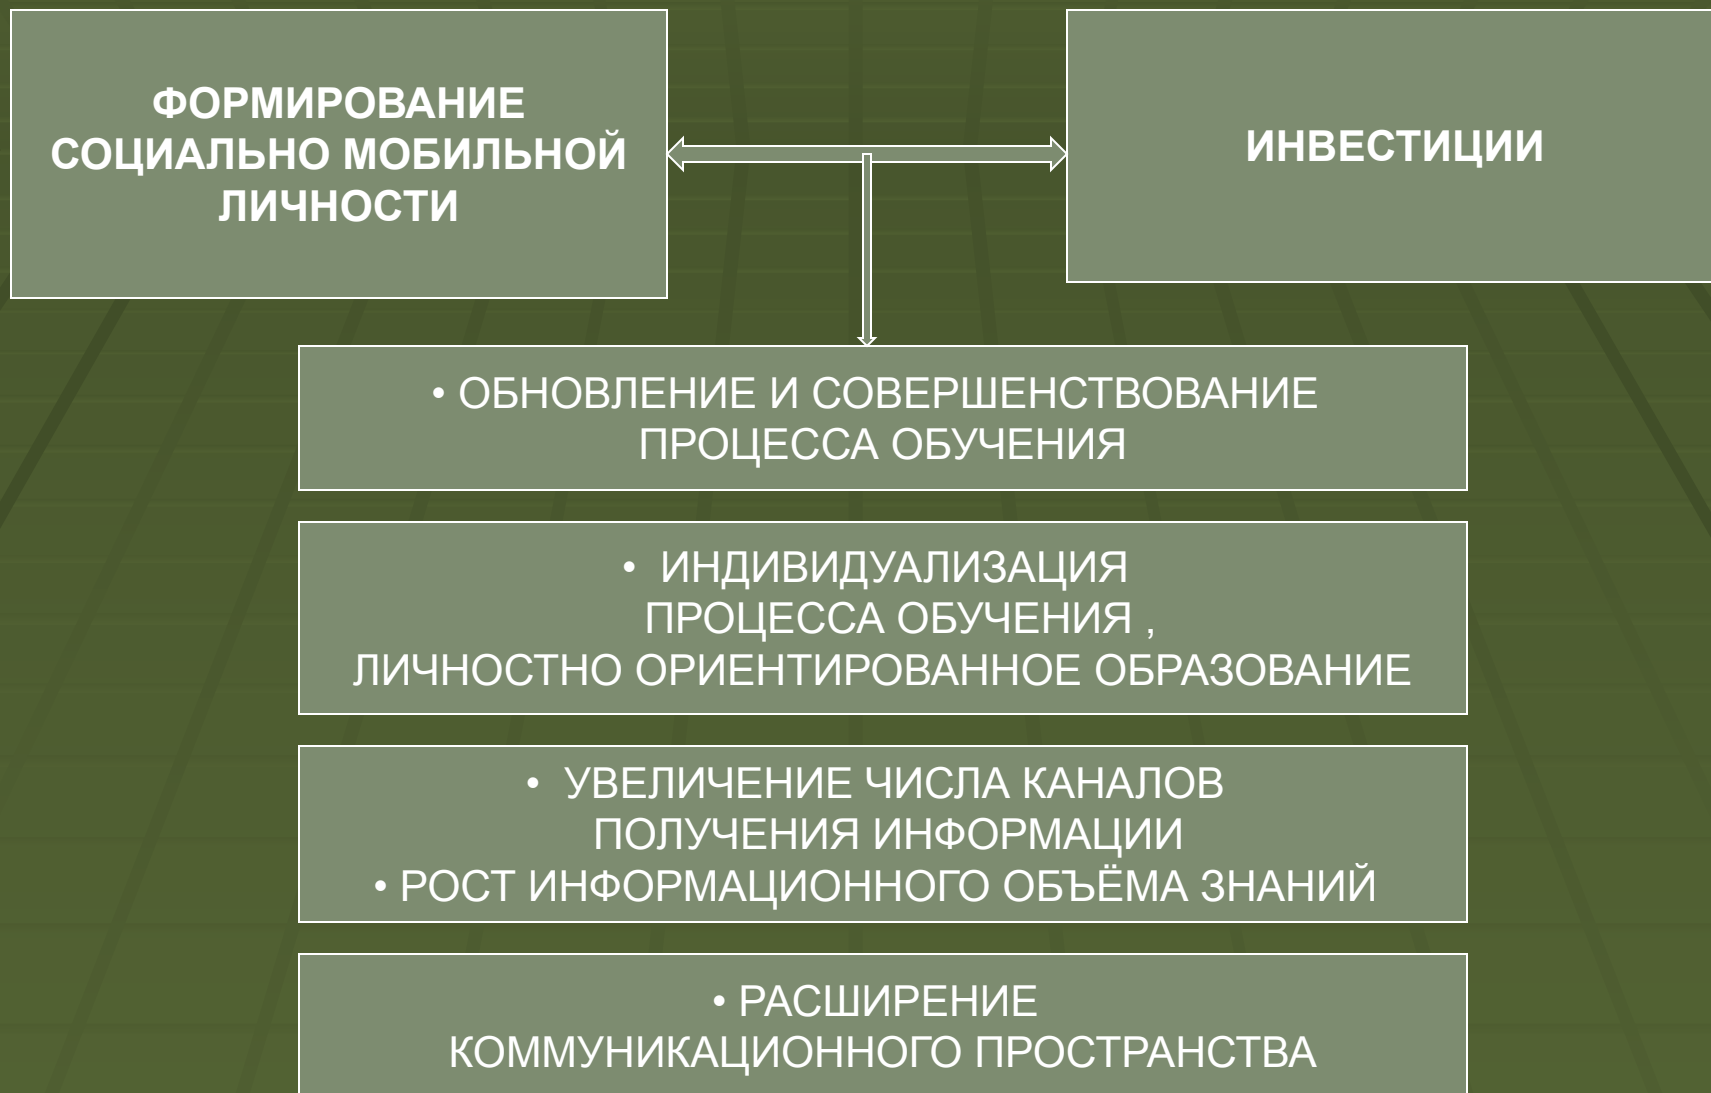 ФОРМИРОВАНИЕ
СОЦИАЛЬНО МОБИЛЬНОЙ
ЛИЧНОСТИ
ИНВЕСТИЦИИ
• ОБНОВЛЕНИЕ И СОВЕРШЕНСТВОВАНИЕ
ПРОЦЕССА ОБУЧЕНИЯ
• ИНДИВИДУАЛИЗАЦИЯ
ПРОЦЕССА ОБУЧЕНИЯ ,
ЛИЧНОСТНО ОРИЕНТИРОВАННОЕ ОБРАЗОВАНИЕ
• УВЕЛИЧЕНИЕ ЧИСЛА КАНАЛОВ
ПОЛУЧЕНИЯ ИНФОРМАЦИИ
• РОСТ ИНФОРМАЦИОННОГО ОБЪЁМА ЗНАНИЙ
• РАСШИРЕНИЕ
КОММУНИКАЦИОННОГО ПРОСТРАНСТВА